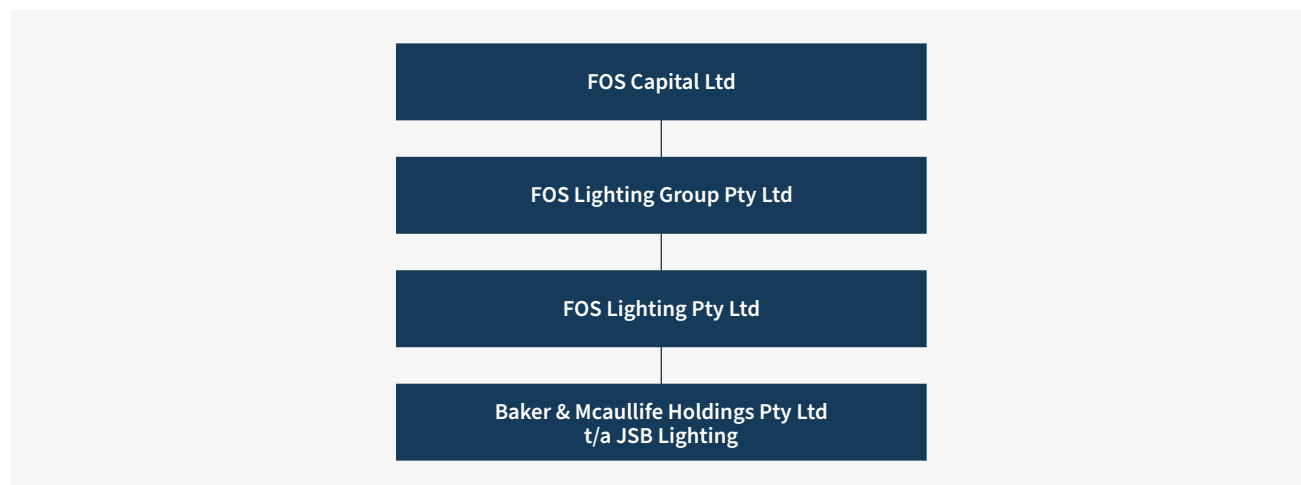 FOS Capital Ltd
FOS Lighting Group Pty Ltd
FOS Lighting Pty Ltd
Baker & Mcaullife Holdings Pty Ltd
t/a JSB Lighting